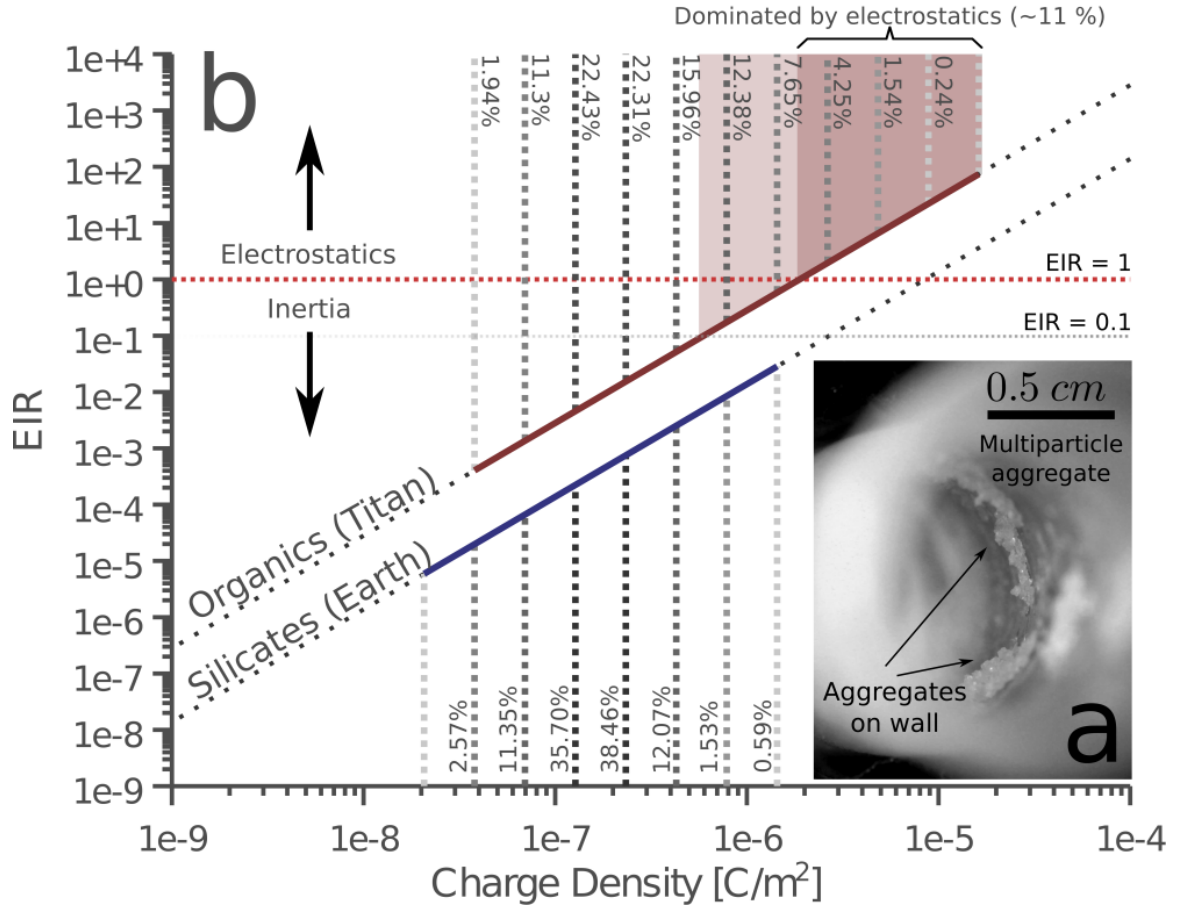 Dominated by electrostatics (~11 %)
b
1e+4
1e+3
1e+2
1e+1
1e+0
1e-1
1e-2
1e-3
1e-4
1e-5
1e-6
1e-7
1e-8
1e-9
EIR
1.94%
11.3%
22.43%
22.31%
15.96%
12.38%
7.65%
4.25%
1.54%
0.24%
Electrostatics
Inertia
EIR = 1
EIR = 0.1
Organics (Titan)
Silicates (Earth)
2.57%
11.35%
35.70%
38.46%
12.07%
1.53%
0.59%
0.5 cm
Multiparticle
aggregate
Aggregates
on wall
a
1e-9
1e-8
1e-7
1e-6
1e-5
1e-4
Charge Density [C/m²]